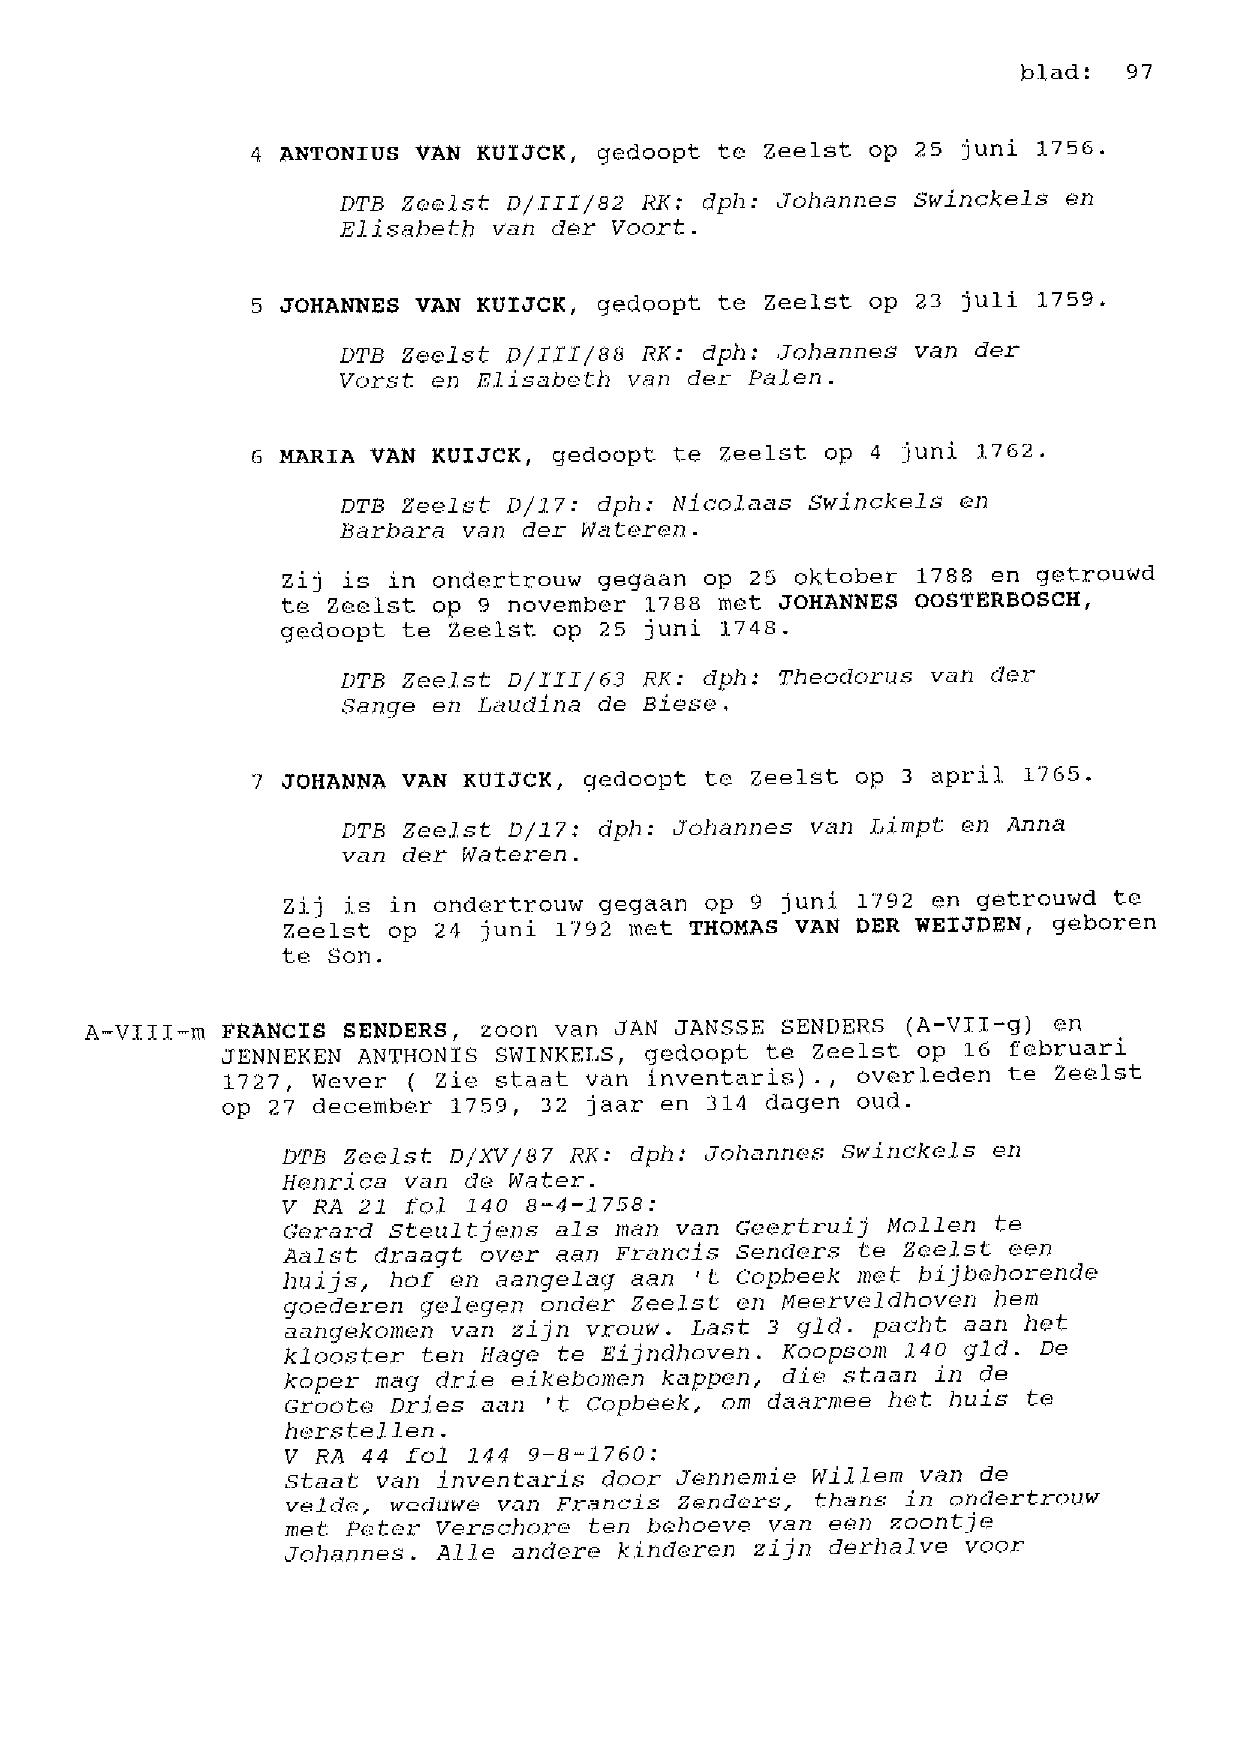 blad: 97
4 ANTONIUS VAN KUIJCK, gedoopt te Zeelst op 25 juni 1756.
DTB Zeelst D/III/82 RK: dph: Johannes Swinckels en
Elisabeth van der Voort.
5 JOHANNES VAN KUIJCK, gedoopt te Zeelst op 23 juli 1759.
DTB Zeelst D/III/88 RK: dph: Johannes van der
Vorst en Elisabeth van der Palen.
6 MARIA VAN KUIJCK, gedoopt te Zeelst op 4 juni 1762.
DTB Zeelst D/17: dph: Nicolaas Swinckels en
Barbara van der Wateren.
Zij is in ondertrouw gegaan op 25 oktober 1788 en getrouwd
te Zeelst op 9 november 1788 met JOHANNES OOSTERBOSCH,
gedoopt te Zeelst op 25 juni 1748.
DTB Zeelst D/III/63 RK: dph: Theodorus van der
Sange en Laudina de Biese.
7 JOHANNA VAN KUIJCK, gedoopt te Zeelst op 3 april 1765.
DTB Zeelst D/17: dph: Johannes van Limpt en Anna
van der Wateren.
Zij is in ondertrouw gegaan op 9 juni 1792 en getrouwd te
Zeelst op 24 juni 1792 met THOMAS VAN DER WEIJDEN, geboren
te Son.
A-VIII-m FRANCIS SENDERS, zoon van JAN JANSSE SENDERS (A-VII-g) en
JENNEKEN ANTHONIS SWINKELS, gedoopt te Zeelst op 16 februari
1727, Wever ( Zie staat van inventaris)., overleden te Zeelst
op 27 december 1759, 32 jaar en 314 dagen oud.
DTB Zeelst D/XV/87 RK: dph: Johannes Swinckels en
Henrica van de Water.
V RA 21 fol 140 8-4-1758:
Gerard Steultjens als man van Geertruij Mollen te
Aalst draagt over aan Francis Senders te Zeelst een
huijs, hof en aangelag aan 't Copbeek met bijbehorende
goederen gelegen onder Zeelst en Meerveldhoven hem
aangekomen van zijn vrouw. Last 3 gld. pacht aan het
klooster ten Hage te Eijndhoven. Koopsom 140 gld. De
koper mag drie eikebomen kappen, die staan in de
Groote Dries aan 't Copbeek, om daarmee het huis te
herstellen.
V RA 44 fol 144 9-8-1760:
Staat van inventaris door Jennemie Willem van de
velde, weduwe van Francis Zenders, thans in ondertrouw
met Peter Verschore ten behoeve van een zoontje
Johannes. Alle andere kinderen zijn derhalve voor